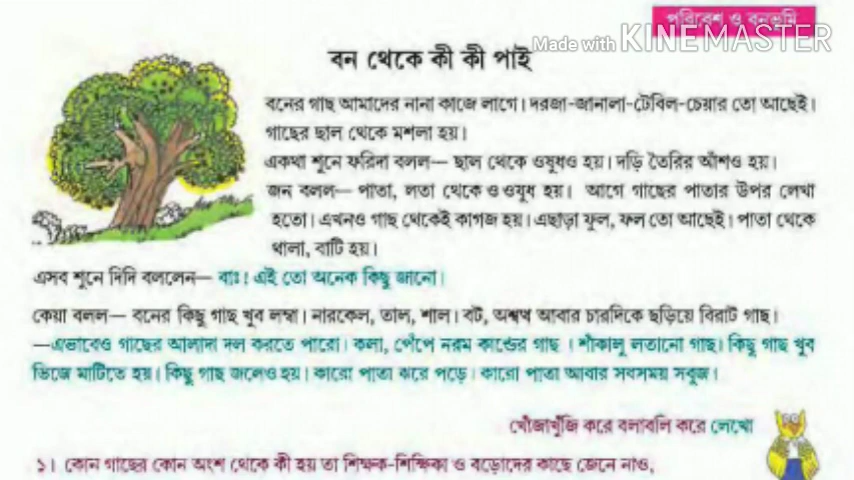 পরিবেশ ও বনভূমি
Made with KINEMASTER
বন থেকে কী কী পাই
বনের গাছ আমাদের নানা কাজে লাগে। দরজা-জানালা-টেবিল-চেয়ার তো আছেই।
গাছের ছাল থেকে মশলা হয়।
একথা শুনে ফরিদা বলল— ছাল থেকে ওষুধও হয়। দড়ি তৈরির আঁশও হয়।
জন বলল— পাতা, লতা থেকে ও ওষুধ হয়। আগে গাছের পাতার উপর লেখা
হতো। এখনও গাছ থেকেই কাগজ হয়। এছাড়া ফুল, ফল তো আছেই। পাতা থেকে
থালা, বাটি হয়।
এসব শুনে দিদি বললেন— বাঃ! এই তো অনেক কিছু জানো।
কেয়া বলল— বনের কিছু গাছ খুব লম্বা। নারকেল, তাল, শাল। বট, অশ্বত্থ আবার চারদিকে ছড়িয়ে বিরাট গাছ।
—এভাবেও গাছের আলাদা দল করতে পারো। কলা, পেঁপে নরম কান্ডের গাছ । শাঁকালু লতানো গাছ। কিছু গাছ খুব
ভিজে মাটিতে হয়। কিছু গাছ জলেও হয়। কারো পাতা ঝরে পড়ে। কারো পাতা আবার সবসময় সবুজ।
খোঁজাখুঁজি করে বলাবলি করে লেখো
১। কোন গাছের কোন অংশ থেকে কী হয় তা শিক্ষক-শিক্ষিকা ও বড়োদের কাছে জেনে নাও,